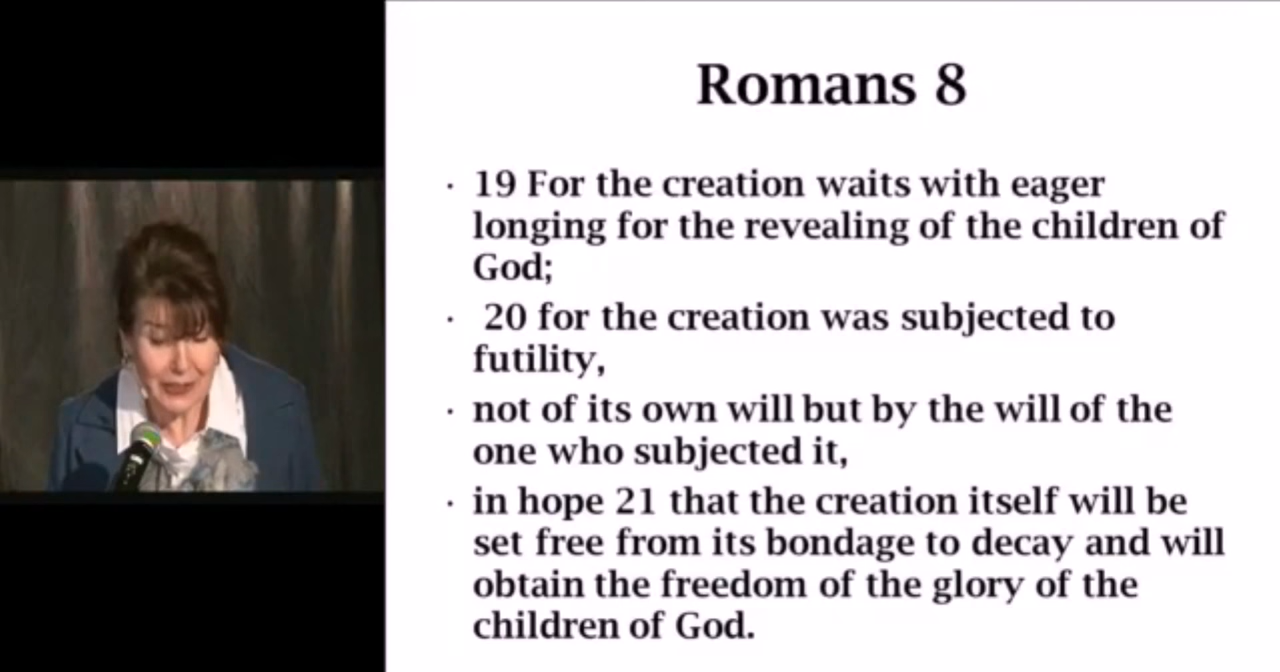 Romans 8
· 19 For the creation waits with eager
longing for the revealing of the children of
God;
· 20 for the creation was subjected to
futility,
· not of its own will but by the will of the
one who subjected it,
· in hope 21 that the creation itself will be
set free from its bondage to decay and will
obtain the freedom of the glory of the
children of God.